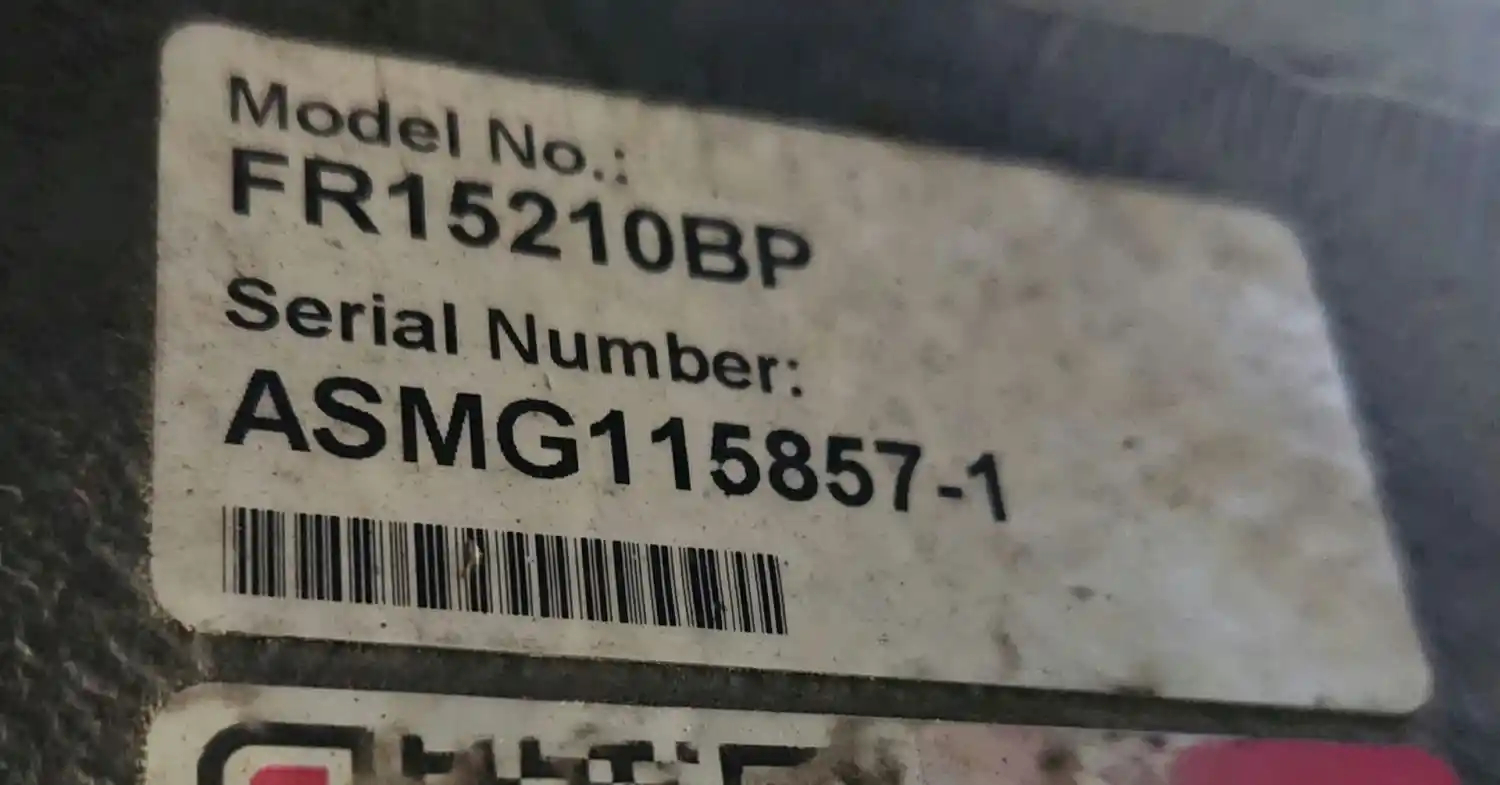 Model No.:
FR15210BP
Serial Number:
ASMG115857-1